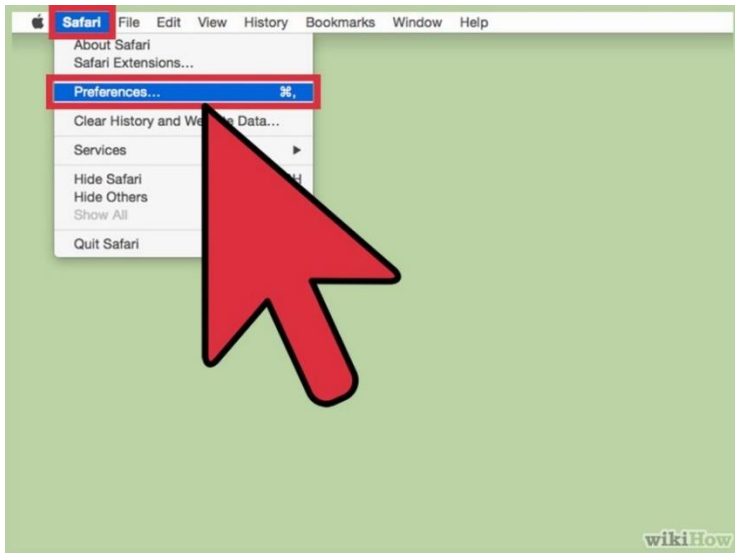 Safari File Edit View History Bookmarks Window Help
About Safari
Safari Extensions...
Preferences... ⌘,
Clear History and Data...
Services ▶
Hide Safari H
Hide Others
Show All
Quit Safari
wikiHow